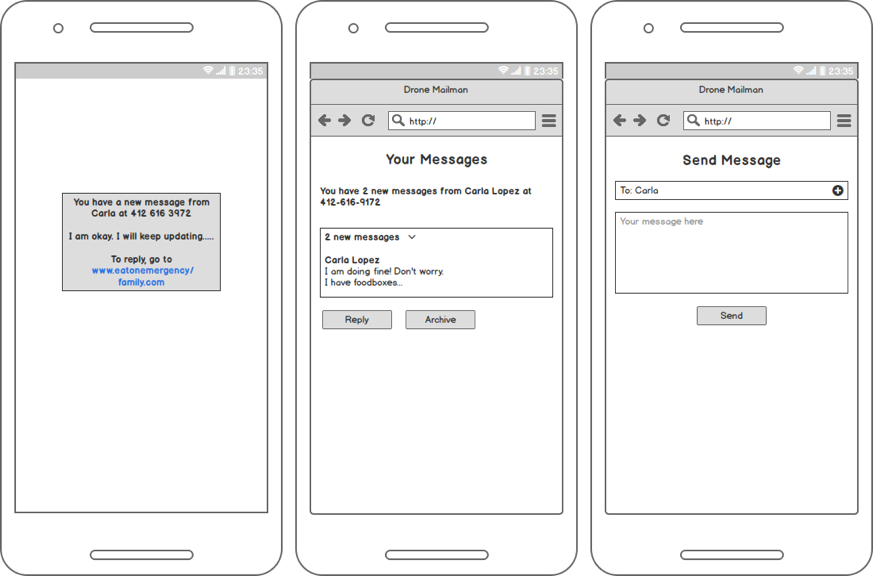 23:35
You have a new message from
Carla at 412 616 3972
I am okay. I will keep updating.....
To reply, go to
www.eatonemergency/
family.com
23:35
Drone Mailman
http://
Your Messages
You have 2 new messages from Carla Lopez at
412-616-9172
2 new messages
Carla Lopez
I am doing fine! Don't worry.
I have foodboxes...
Reply
Archive
23:35
Drone Mailman
http://
Send Message
To: Carla
Your message here
Send